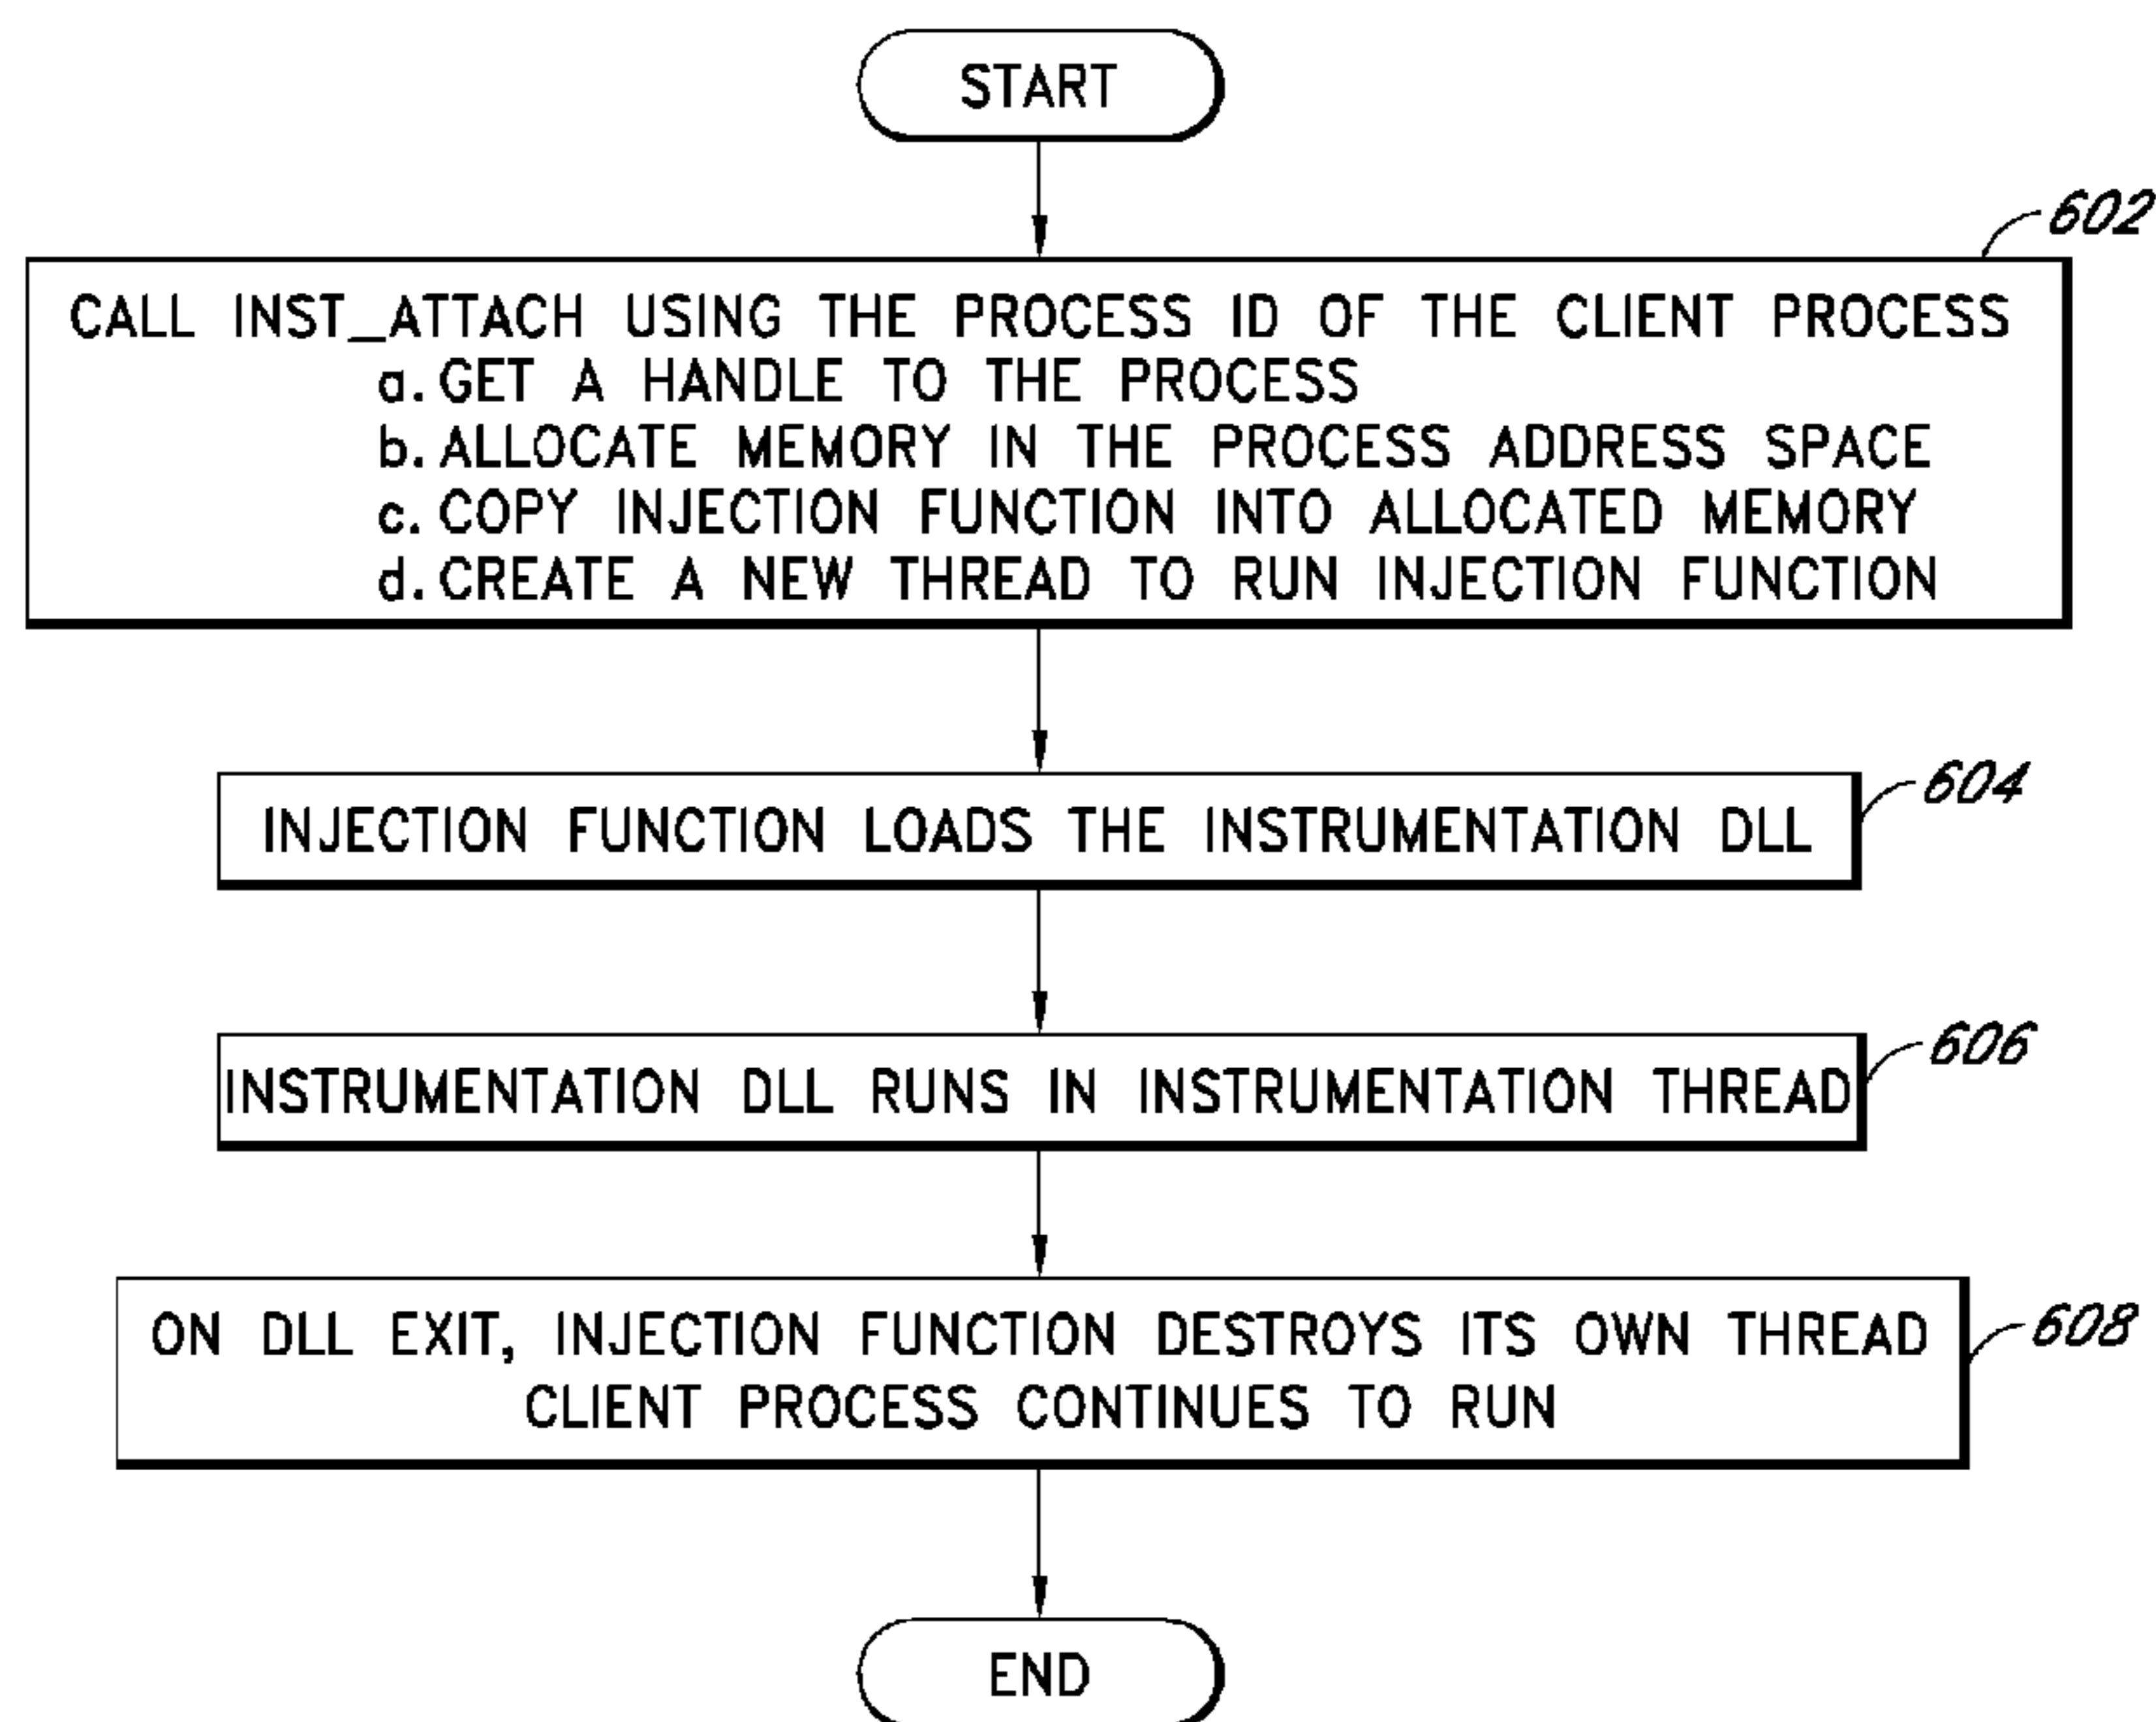 START
602
CALL INST_ATTACH USING THE PROCESS ID OF THE CLIENT PROCESS
a. GET A HANDLE TO THE PROCESS
b. ALLOCATE MEMORY IN THE PROCESS ADDRESS SPACE
c. COPY INJECTION FUNCTION INTO ALLOCATED MEMORY
d. CREATE A NEW THREAD TO RUN INJECTION FUNCTION
604
INJECTION FUNCTION LOADS THE INSTRUMENTATION DLL
606
INSTRUMENTATION DLL RUNS IN INSTRUMENTATION THREAD
608
ON DLL EXIT, INJECTION FUNCTION DESTROYS ITS OWN THREAD
CLIENT PROCESS CONTINUES TO RUN
END